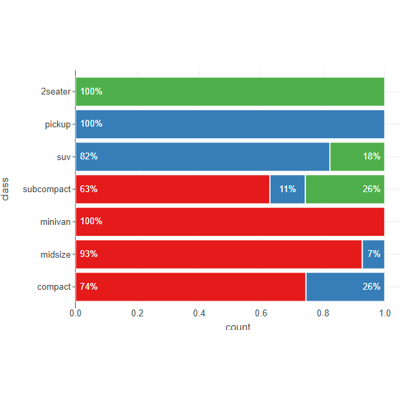 2seater 100%
pickup 100%
suv 82% 18%
subcompact 63% 11% 26%
minivan 100%
midsize 93% 7%
compact 74% 26%
0.0 0.2 0.4 0.6 0.8 1.0
count
class